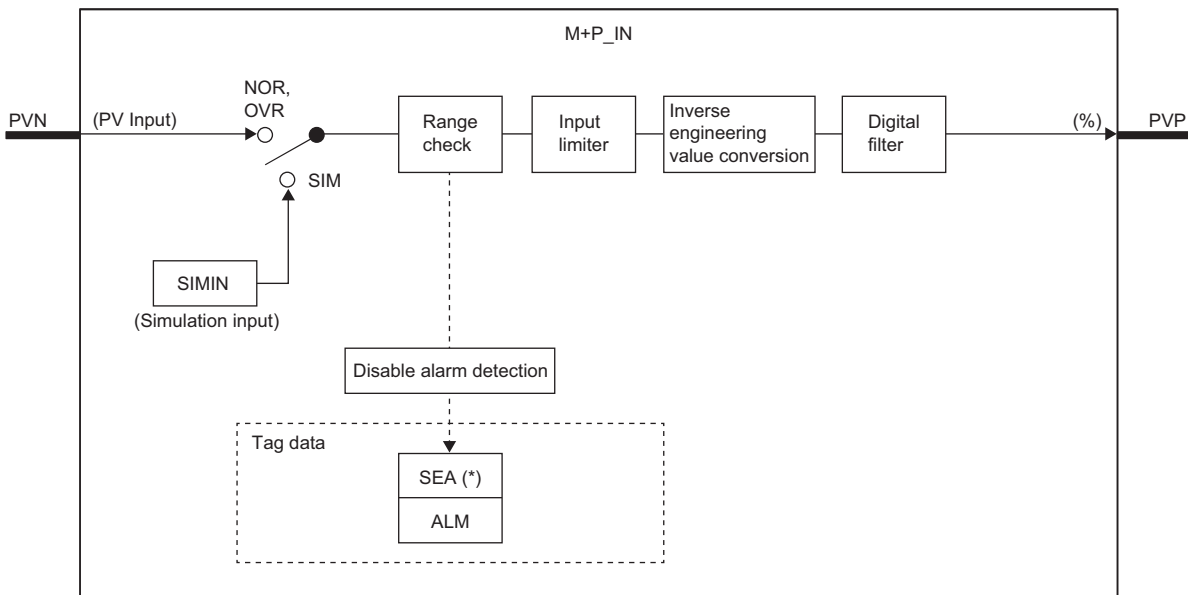 M+P_IN
NOR,
OVR
PVN
(PV Input)
Range
check
Input
limiter
Inverse
engineering
value conversion
Digital
filter
(%)
PVP
SIM
SIMIN
(Simulation input)
Disable alarm detection
Tag data
SEA (*)
ALM